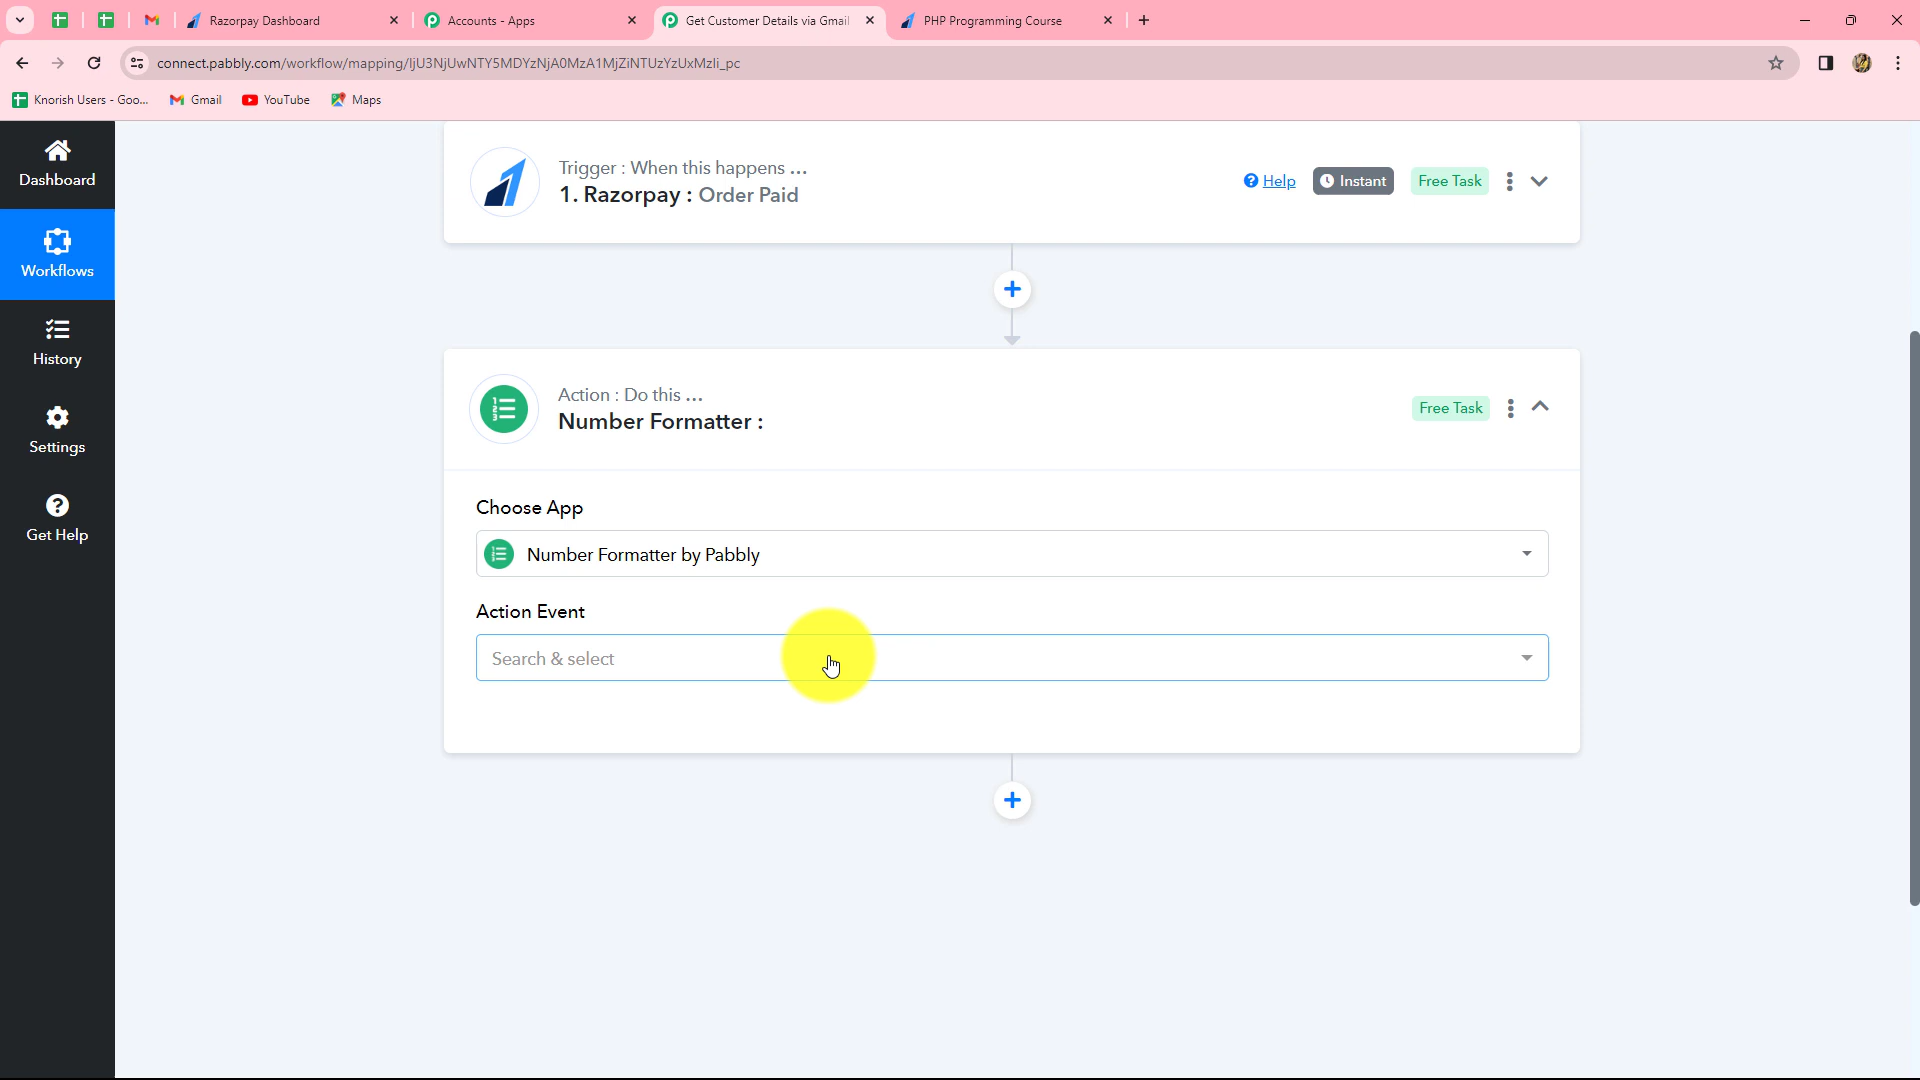 Razorpay Dashboard
Accounts - Apps
Get Customer Details via Gmail
PHP Programming Course
connect.pabbly.com/workflow/mapping/IjU3NjUwNTY5MDYzNjA0MzA1MjZiNTUzYzUxMzIi_pc
Knorish Users - Goo...
Gmail
YouTube
Maps
Dashboard
Workflows
History
Settings
Get Help
Trigger : When this happens ...
1. Razorpay : Order Paid
Help
Instant
Free Task
Action : Do this ...
Number Formatter :
Free Task
Choose App
Number Formatter by Pabbly
Action Event
Search & select